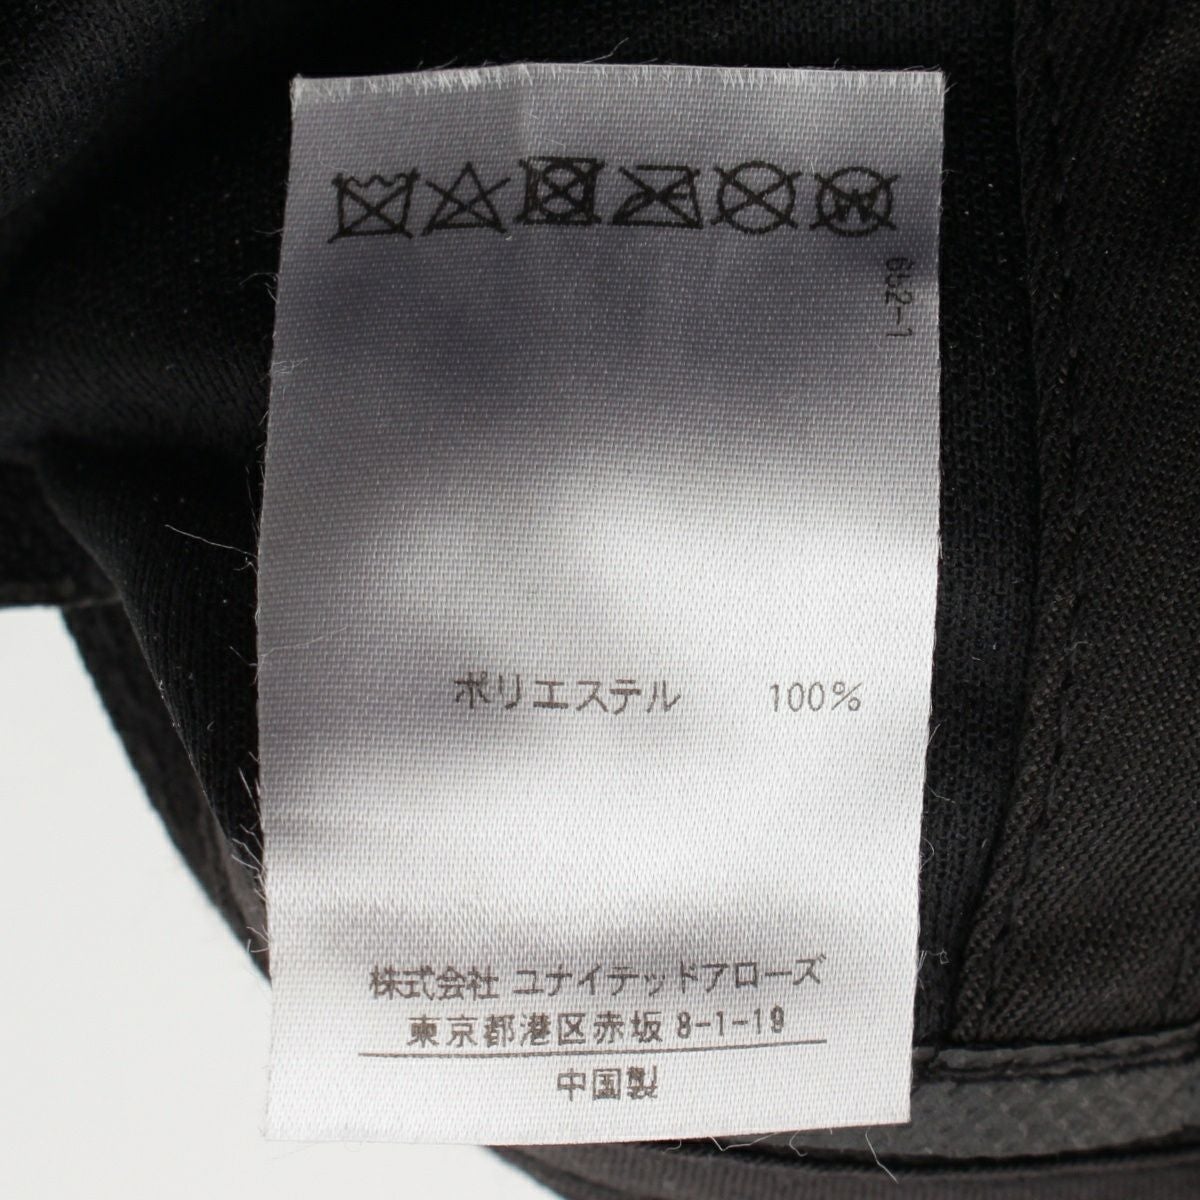 W
652-1
ポリエステル 100%
株式会社 ユナイテッドアローズ
東京都港区赤坂 8-1-19
中国製